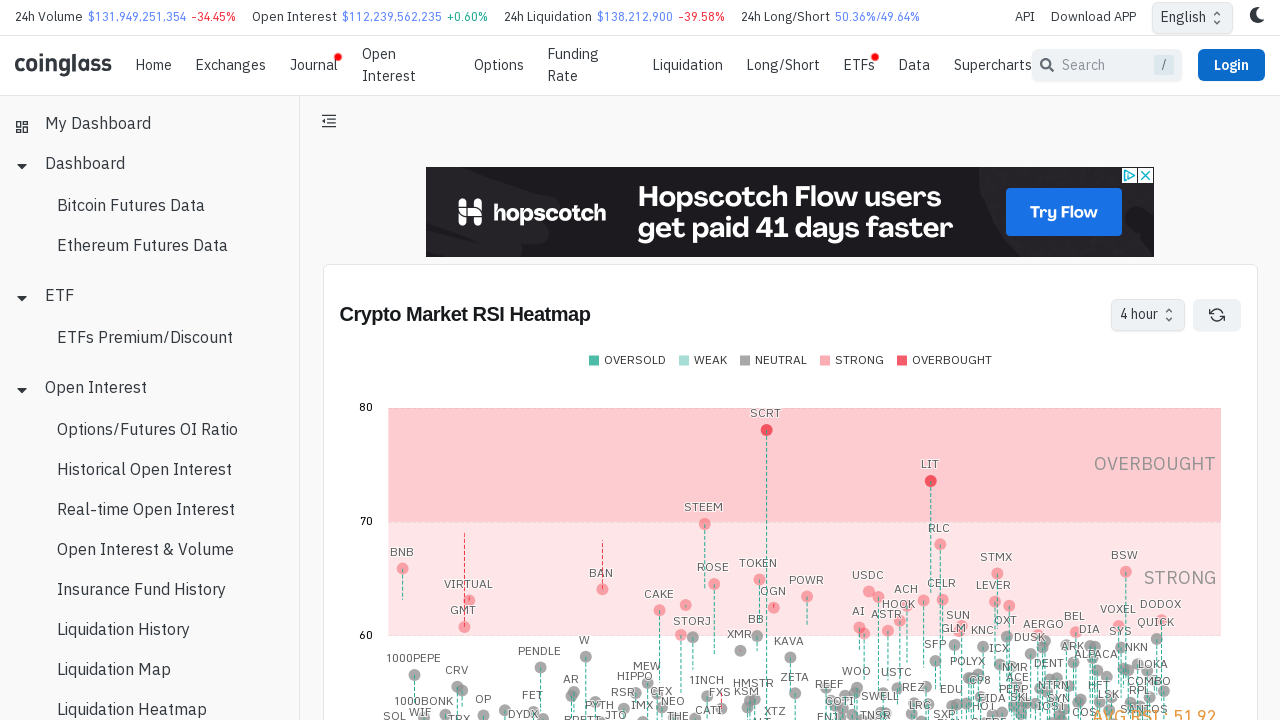 24h Volume $131,949,251,354 -34.45% Open Interest $112,239,562,235 +0.60% 24h Liquidation $138,212,900 -39.58% 24h Long/Short 50.36%/49.64% API Download APP English
coinglass Home Exchanges Journal Open Interest Options Funding Rate Liquidation Long/Short ETFs Data Supercharts Search / Login
My Dashboard
Dashboard
Bitcoin Futures Data
Ethereum Futures Data
ETF
ETFs Premium/Discount
Open Interest
Options/Futures OI Ratio
Historical Open Interest
Real-time Open Interest
Open Interest & Volume
Insurance Fund History
Liquidation History
Liquidation Map
Liquidation Heatmap
hopscotch
Hopscotch Flow users
get paid 41 days faster
Try Flow
Crypto Market RSI Heatmap
4 hour
OVERSOLD WEAK NEUTRAL STRONG OVERBOUGHT
80
SCRT
OVERBOUGHT
LIT
STEEM
70
RLC
BNB
STMX
BSW
ROSE
TOKEN
BAN
USDC
STRONG
VIRTUAL
POWR
CELR
LEVER
CAKE
OGN
ACH
HOOK
DODOX
GMT
AI
ASTR
VOXEL
STORJ
BB
SUN
DXT
BEL
QUICK
AERGO
GLM
KNC
DIA
SYS
60
W
XMR
KAVA
SFP
DUSK
PENDLE
ICX
ALPACA
NKN
1000PEPE
POLYX
DENT
LOKA
CRV
MEW
HIPPO
WOO
USTC
NMR
1INCH
ZETA
C98
ACE
COMBO
AR
HMSTR
REEF
REZ
EDU
PERP
NTRN
HFT
RPL
FET
RSR
CFX
FXS
KSM
SWELL
LSK
1000BONK
OP
PYTH
IMX
NEO
GOTI
LRC
SYN
SANTOS
SOL
WIF
TRX
DYDX
JTO
THE
CATI
XTZ
ENJ
TNSR
SXP
COS
AVG RSI : 51.92